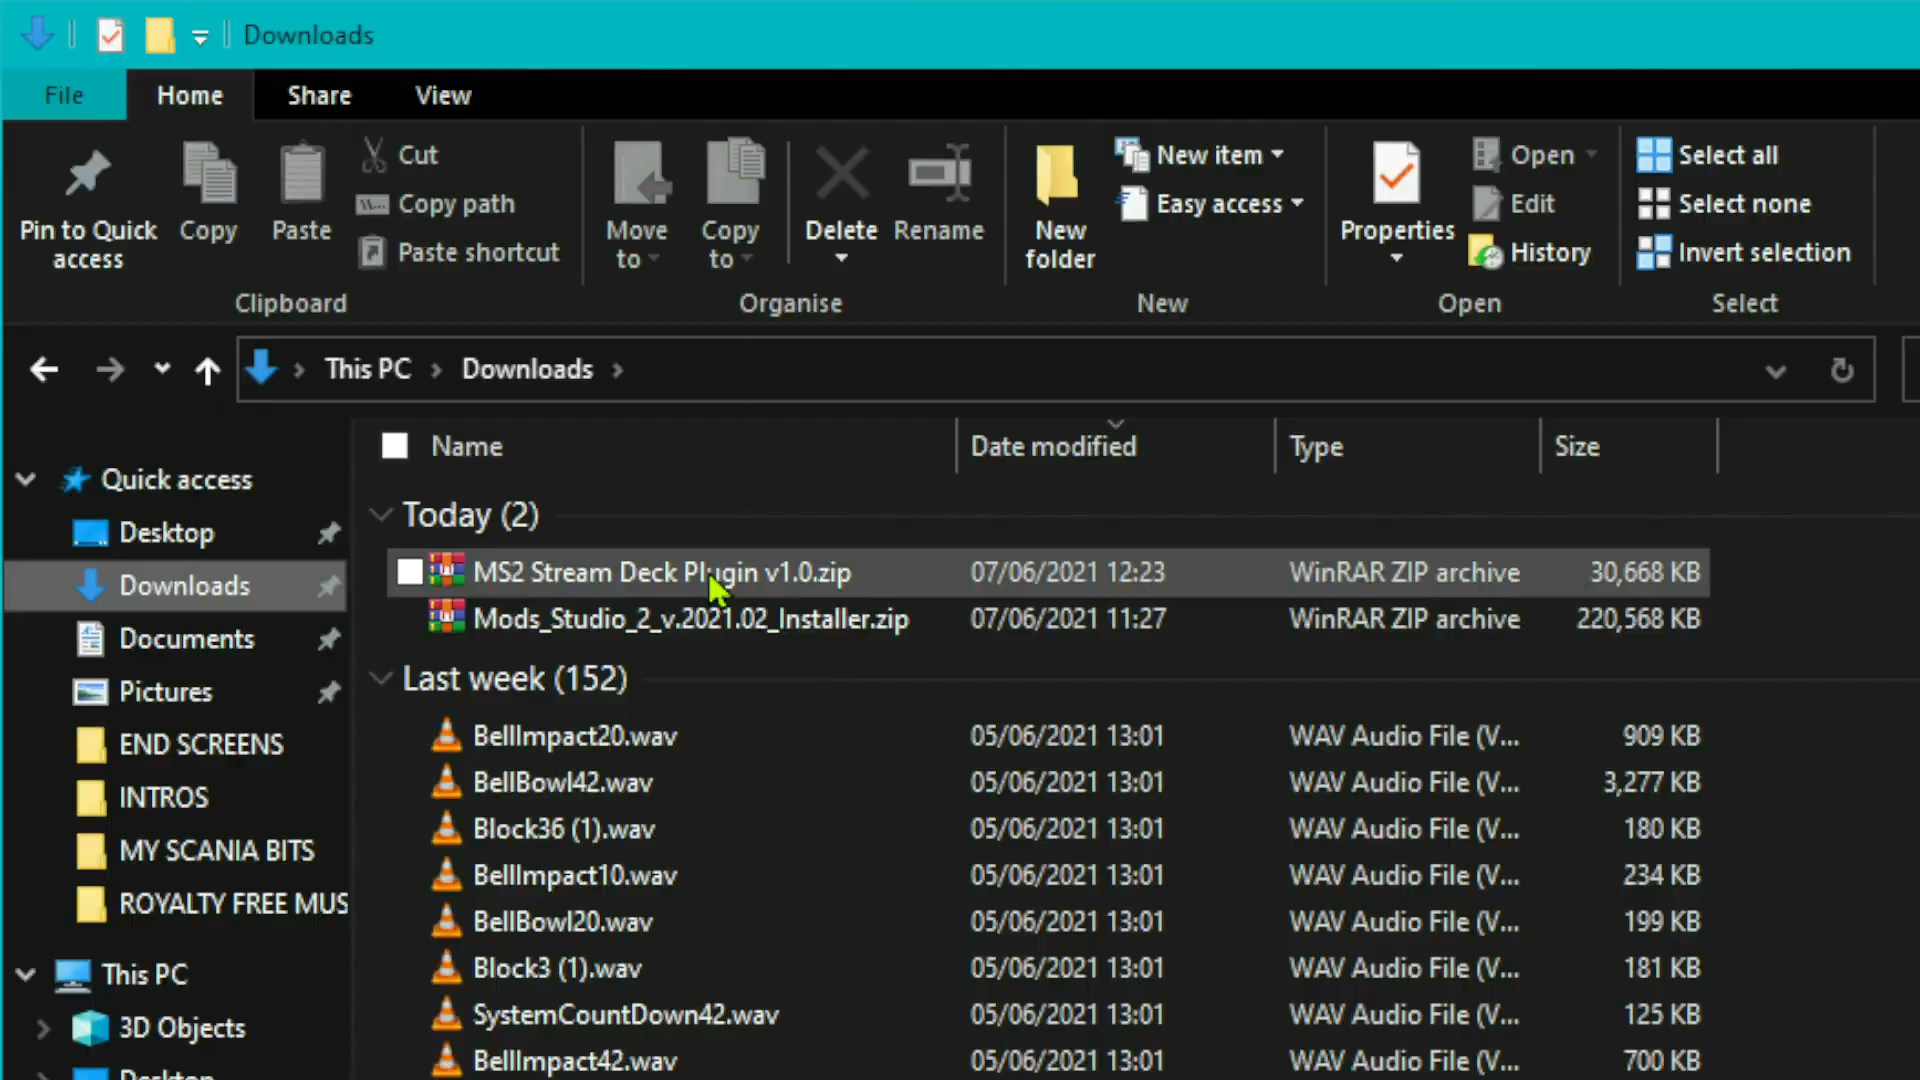 Downloads
File Home Share View
Pin to Quick access
Copy
Paste
Cut
Copy path
Paste shortcut
Clipboard
Move to
Copy to
Delete
Rename
Organise
New folder
New item
Easy access
New
Properties
Open
Edit
History
Open
Select all
Select none
Invert selection
Select
This PC Downloads
Quick access
Desktop
Downloads
Documents
Pictures
END SCREENS
INTROS
MY SCANIA BITS
ROYALTY FREE MUS
This PC
3D Objects
Desktop
Name Date modified Type Size
Today (2)
MS2 Stream Deck Plugin v1.0.zip 07/06/2021 12:23 WinRAR ZIP archive 30,668 KB
Mods_Studio_2_v.2021.02_Installer.zip 07/06/2021 11:27 WinRAR ZIP archive 220,568 KB
Last week (152)
BellImpact20.wav 05/06/2021 13:01 WAV Audio File (V... 909 KB
BellBowl42.wav 05/06/2021 13:01 WAV Audio File (V... 3,277 KB
Block36 (1).wav 05/06/2021 13:01 WAV Audio File (V... 180 KB
BellImpact10.wav 05/06/2021 13:01 WAV Audio File (V... 234 KB
BellBowl20.wav 05/06/2021 13:01 WAV Audio File (V... 199 KB
Block3 (1).wav 05/06/2021 13:01 WAV Audio File (V... 181 KB
SystemCountDown42.wav 05/06/2021 13:01 WAV Audio File (V... 125 KB
BellImpact42.wav 05/06/2021 13:01 WAV Audio File (V... 700 KB